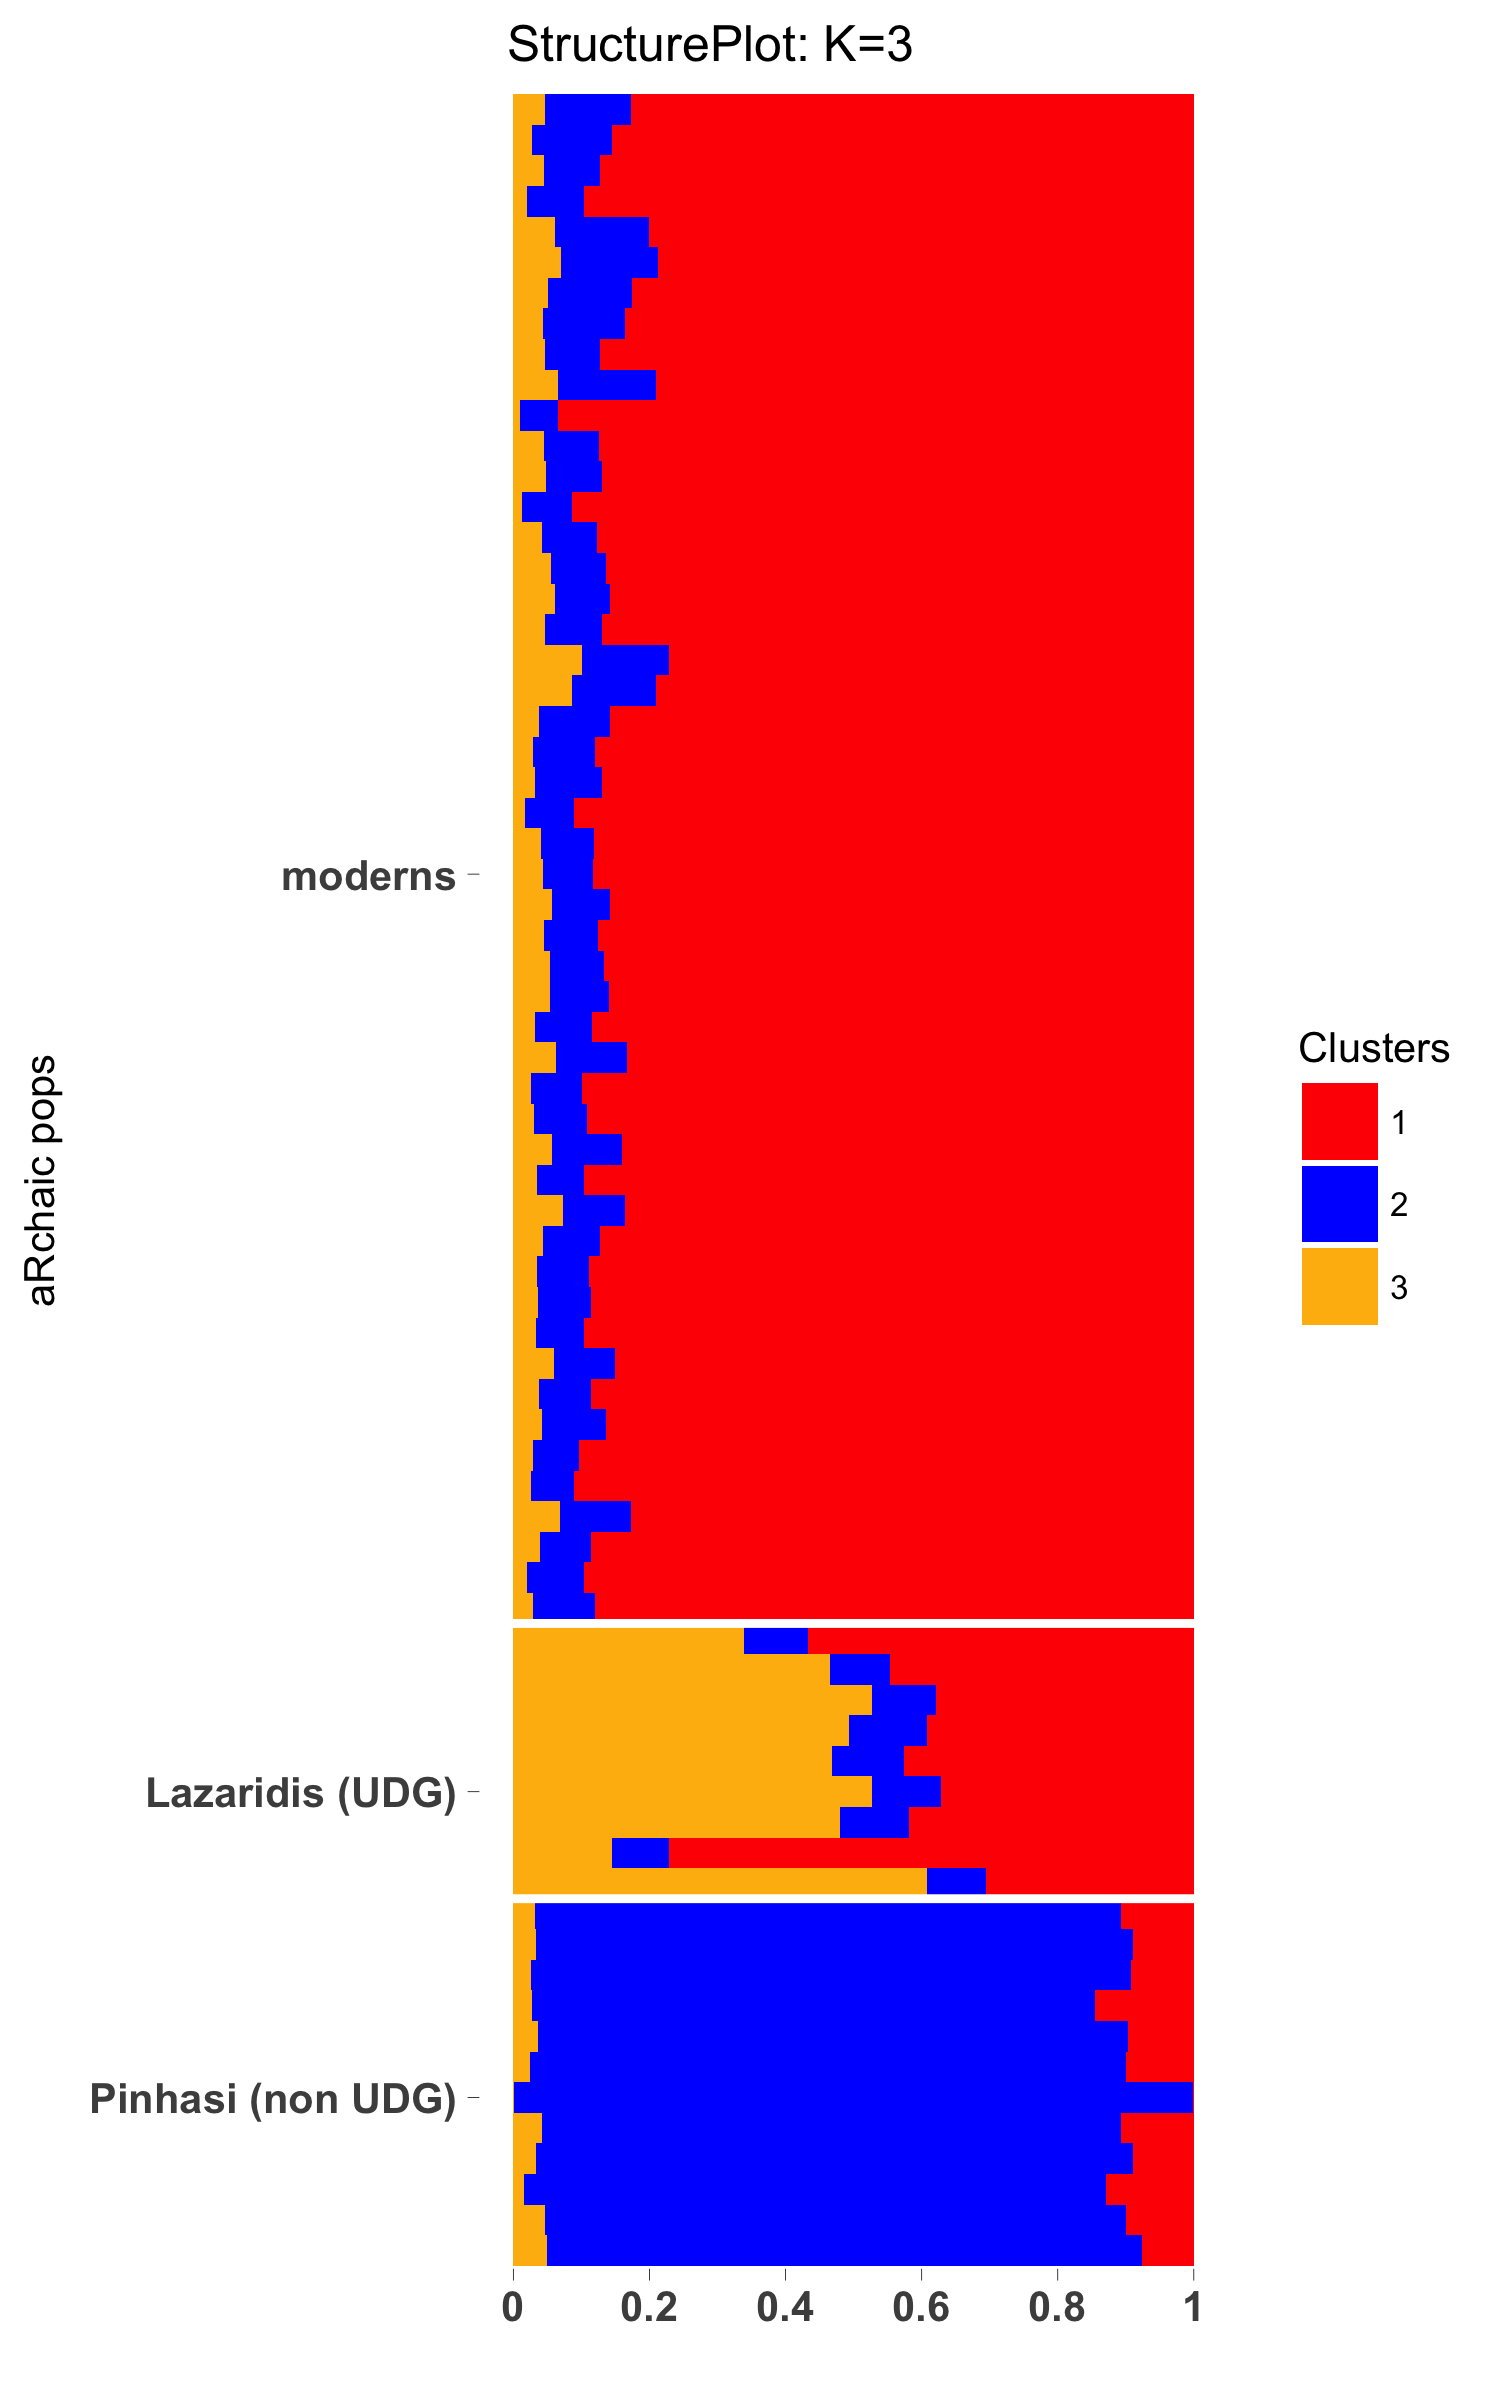 StructurePlot: K=3
moderns
aRchaic pops
Clusters
1
2
3
Lazaridis (UDG)
Pinhasi (non UDG)
0 0.2 0.4 0.6 0.8 1